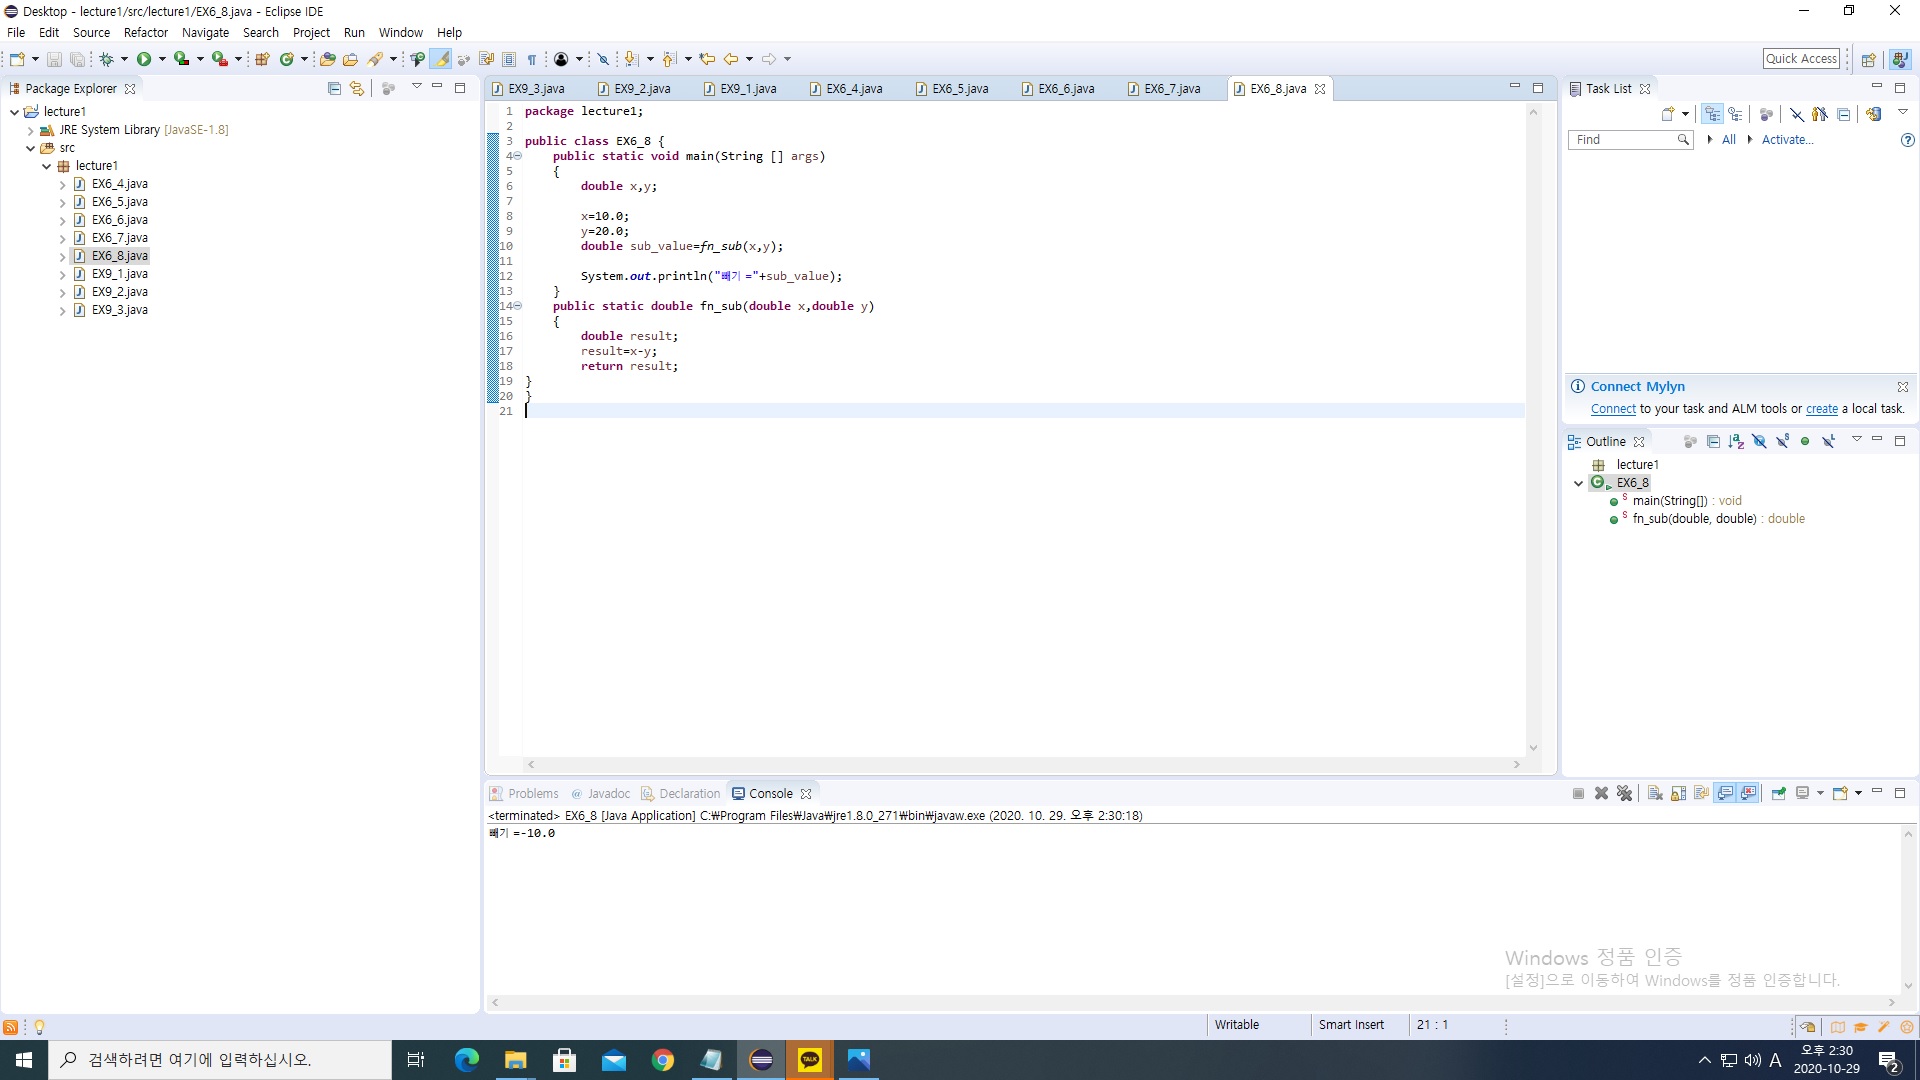 Desktop - lecture1/src/lecture1/EX6_8.java - Eclipse IDE
File Edit Source Refactor Navigate Search Project Run Window Help
Quick Access
Package Explorer
lecture1
JRE System Library [JavaSE-1.8]
src
lecture1
EX6_4.java
EX6_5.java
EX6_6.java
EX6_7.java
EX6_8.java
EX9_1.java
EX9_2.java
EX9_3.java
EX9_3.java EX9_2.java EX9_1.java EX6_4.java EX6_5.java EX6_6.java EX6_7.java EX6_8.java
1 package lecture1;
2
3 public class EX6_8 {
4 public static void main(String [] args)
5 {
6 double x,y;
7
8 x=10.0;
9 y=20.0;
10 double sub_value=fn_sub(x,y);
11
12 System.out.println("빼기 ="+sub_value);
13 }
14 public static double fn_sub(double x,double y)
15 {
16 double result;
17 result=x-y;
18 return result;
19 }
20 }
21
Task List
Find All Activate...
Connect Mylyn
Connect to your task and ALM tools or create a local task.
Outline
lecture1
EX6_8
main(String[]) : void
fn_sub(double, double) : double
Problems Javadoc Declaration Console
<terminated> EX6_8 [Java Application] C:₩Program Files₩Java₩jre1.8.0_271₩bin₩javaw.exe (2020. 10. 29. 오후 2:30:18)
빼기 =-10.0
Windows 정품 인증
[설정]으로 이동하여 Windows를 정품 인증합니다.
Writable Smart Insert 21 : 1
검색하려면 여기에 입력하십시오.
TALK
A
오후 2:30
2020-10-29
2